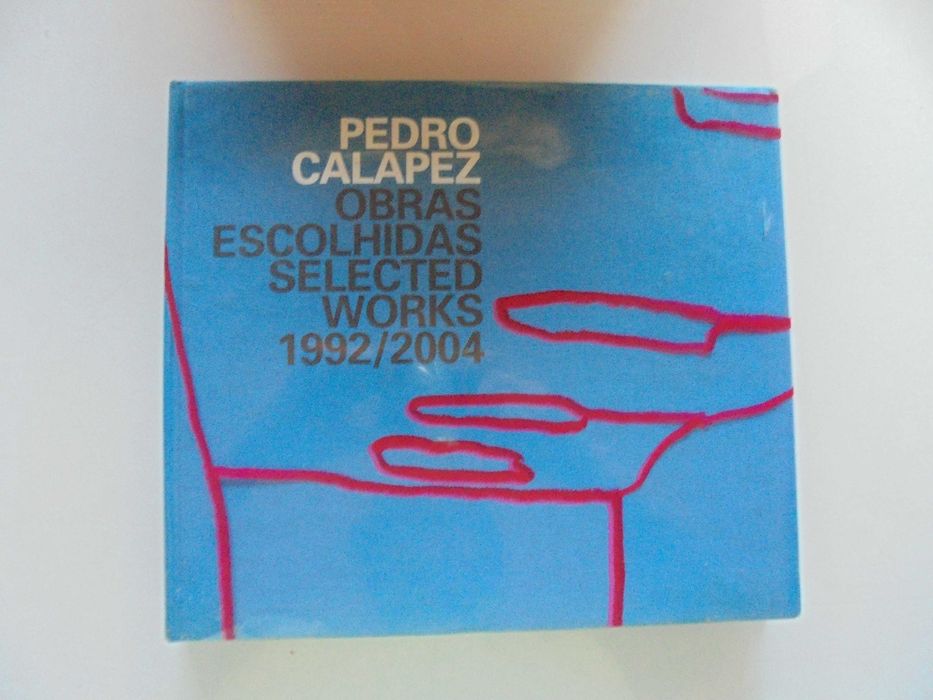 PEDRO
CALAPEZ
OBRAS
ESCOLHIDAS
SELECTED
WORKS
1992/2004